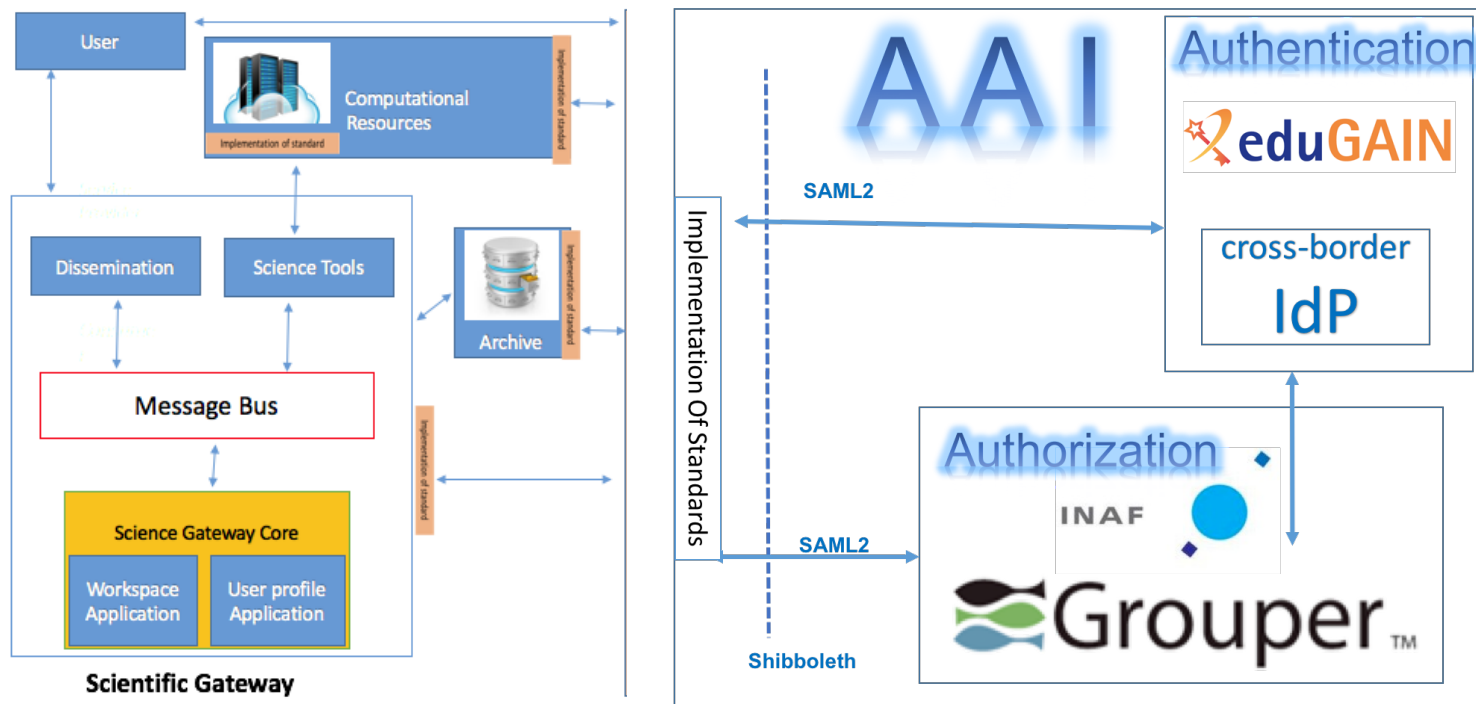 User
Computational
Resources
Implementation of standard
Implementation of standard
Dissemination
Science Tools
Archive
Implementation of standard
Message Bus
Implementation of standard
Science Gateway Core
Workspace
Application
User profile
Application
Scientific Gateway
AAI
Authentication
eduGAIN
cross-border
IdP
SAML2
Implementation Of Standards
Authorization
INAF
SAML2
Grouper TM
Shibboleth